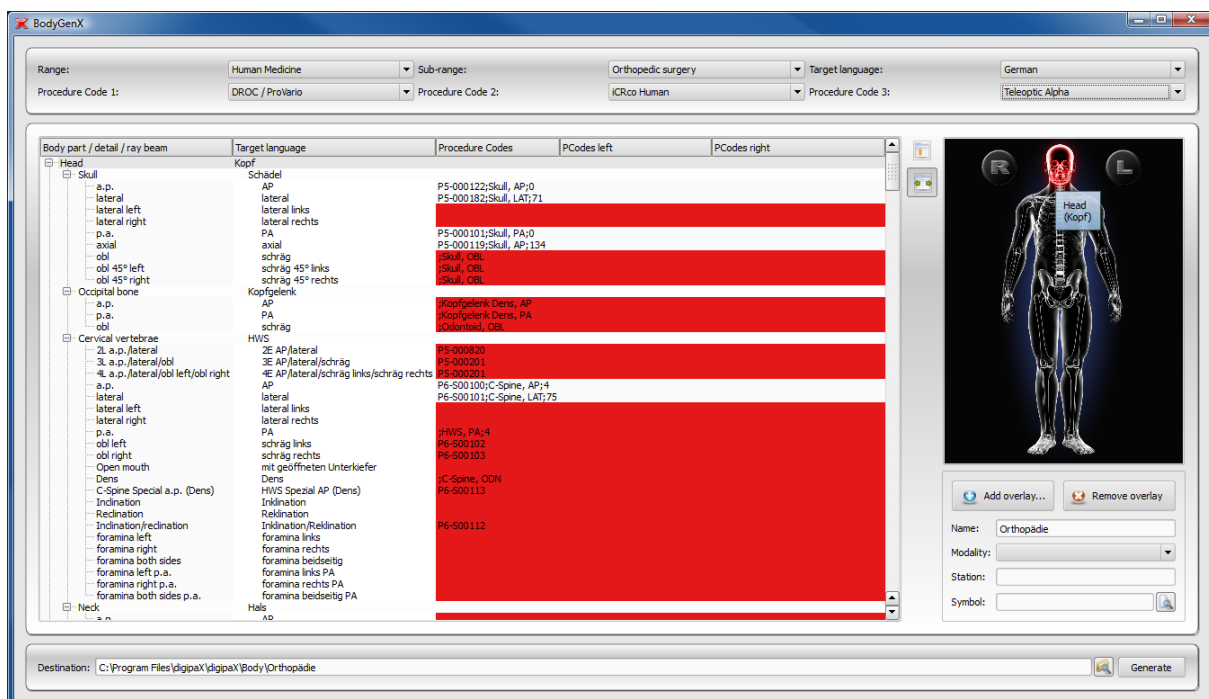 BodyGenX
Range: Human Medicine Sub-range: Orthopedic surgery Target language: German
Procedure Code 1: DROC / ProVario Procedure Code 2: iCRco Human Procedure Code 3: Teleoptic Alpha
Body part / detail / ray beam Target language Procedure Codes PCodes left PCodes right
Head Kopf
Skull Schädel
a.p. AP P5-000122;Skull, AP;0
lateral lateral P5-000182;Skull, LAT;71
lateral left lateral links
lateral right lateral rechts
p.a. PA P5-000101;Skull, PA;0
axial axial P5-000119;Skull, AP;134
obl schräg ;Skull, OBL
obl 45° left schräg 45° links ;Skull, OBL
obl 45° right schräg 45° rechts ;Skull, OBL
Occipital bone Kopfgelenk
a.p. AP ;Kopfgelenk Dens, AP
p.a. PA ;Kopfgelenk Dens, PA
obl schräg ;Odontoid, OBL
Cervical vertebrae HWS
2L a.p./lateral 2E AP/lateral P5-000820
3L a.p./lateral/obl 3E AP/lateral/schräg P5-000201
4L a.p./lateral/obl left/obl right 4E AP/lateral/schräg links/schräg rechts P5-000201
a.p. AP P6-S00100;C-Spine, AP;4
lateral lateral P6-S00101;C-Spine, LAT;75
lateral left lateral links
lateral right lateral rechts
p.a. PA ;HWS, PA;4
obl left schräg links P6-S00102
obl right schräg rechts P6-S00103
Open mouth mit geöffneten Unterkiefer
Dens Dens ;C-Spine, ODN
C-Spine Special a.p. (Dens) HWS Spezial AP (Dens) P6-S00113
Inclination Inklination
Reclination Reklination
Inclination/reclination Inklination/Reklination P6-S00112
foramina left foramina links
foramina right foramina rechts
foramina both sides foramina beidseitig
foramina left p.a. foramina links PA
foramina right p.a. foramina rechts PA
foramina both sides p.a. foramina beidseitig PA
Neck Hals
a.p. AP
R L
Head
(Kopf)
Add overlay... Remove overlay
Name: Orthopädie
Modality:
Station:
Symbol:
Destination: C:\Program Files\digipaX\digipaX\Body\Orthopädie Generate